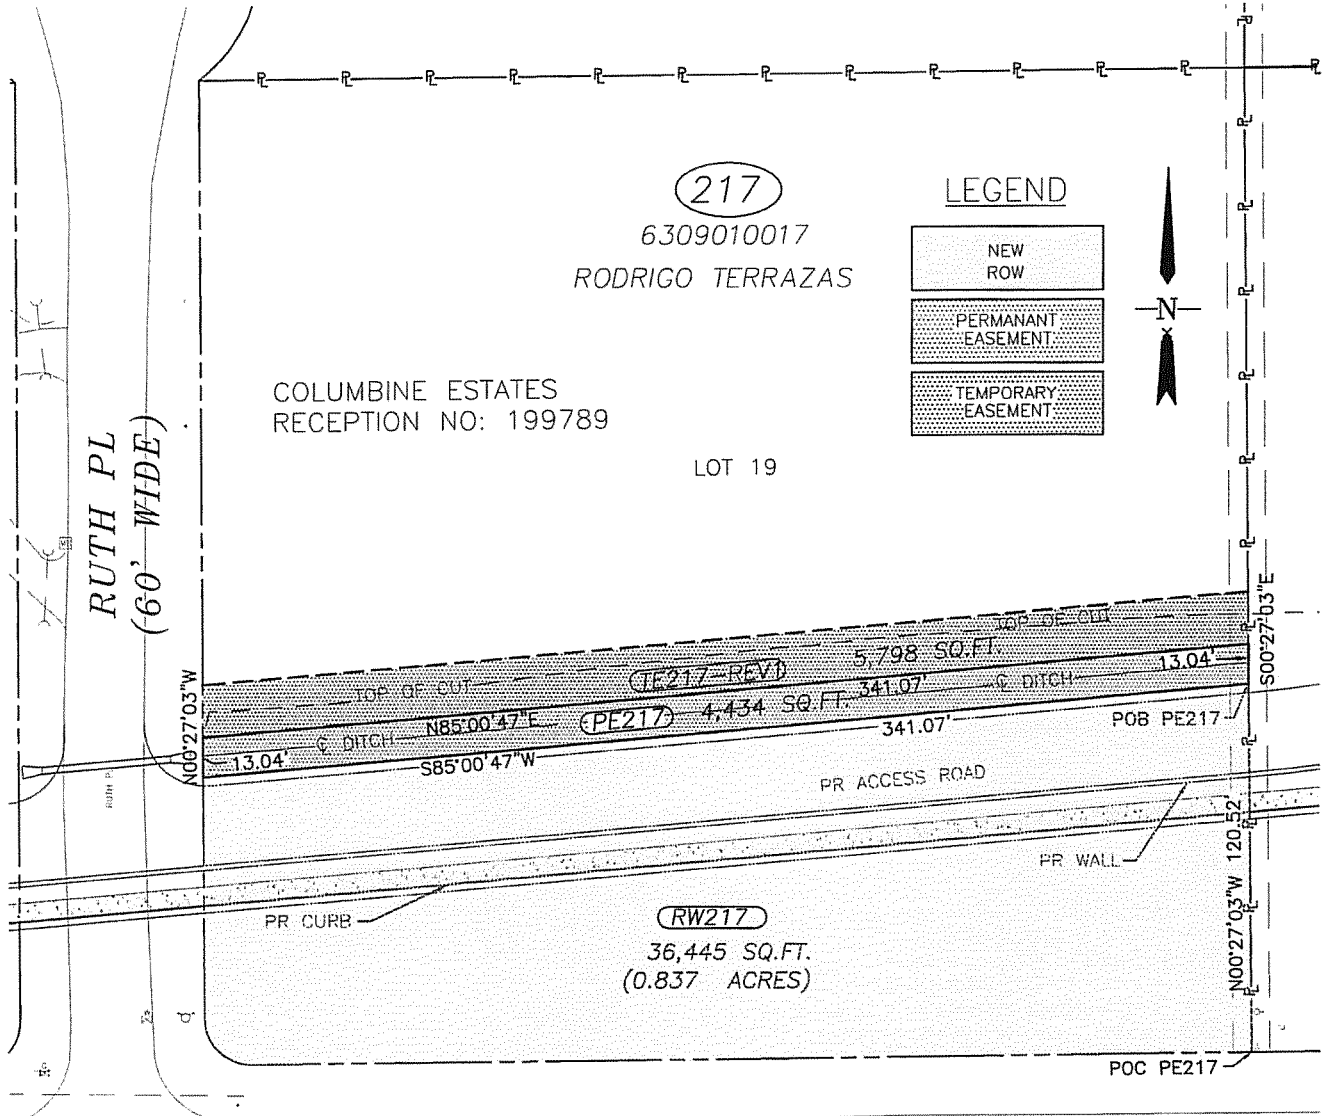 217
6309010017
RODRIGO TERRAZAS
LEGEND
NEW
ROW
PERMANANT
EASEMENT
TEMPORARY
EASEMENT
N
COLUMBINE ESTATES
RECEPTION NO: 199789
LOT 19
RUTH PL
(60' WIDE)
TOP OF CUT
S00°27'03"E
TE217-REV1
5,798 SQ.FT.
13.04'
TOP OF CUT
341.07'
℄ DITCH
N00°27'03"W
N85°00'47"E
PE217
4,434 SQ.FT.
℄ DITCH
341.07'
POB PE217
13.04'
S85°00'47"W
PR ACCESS ROAD
PR WALL
N00°27'03"W 120.52
PR CURB
RW217
36,445 SQ.FT.
(0.837 ACRES)
POC PE217